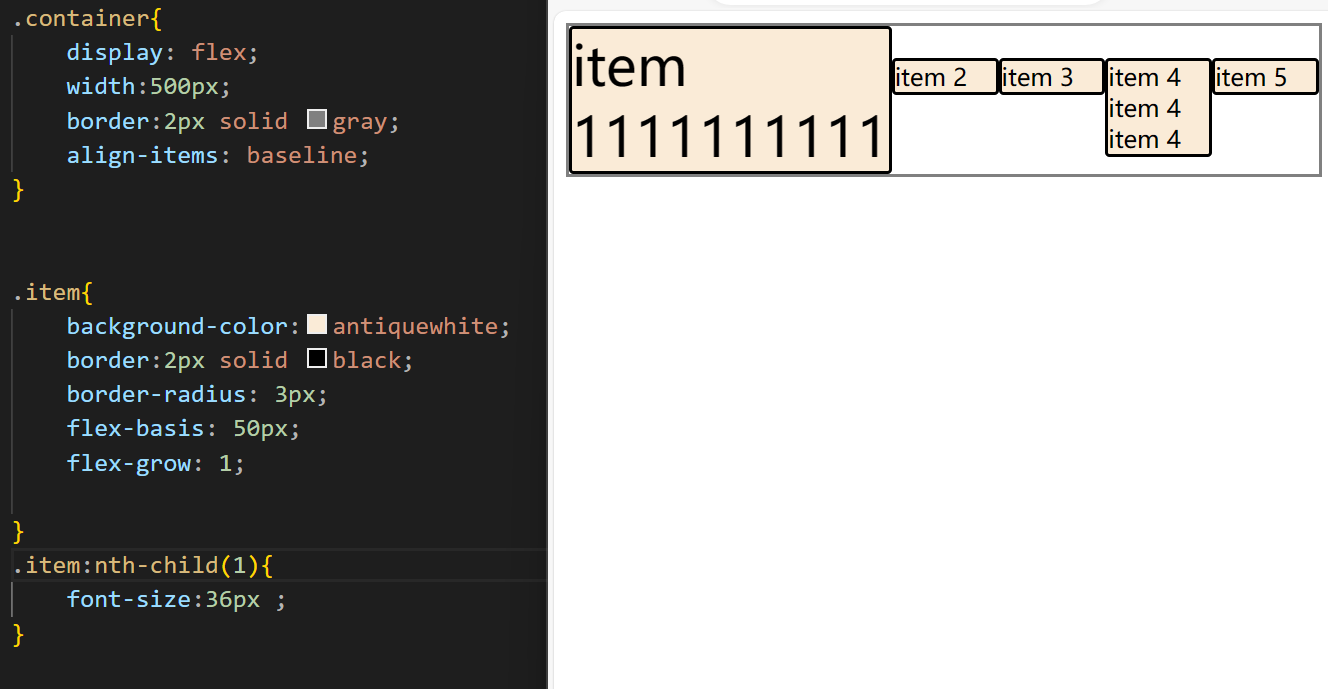 .container{
display: flex;
width:500px;
border:2px solid gray;
align-items: baseline;
}
.item{
background-color: antiquewhite;
border:2px solid black;
border-radius: 3px;
flex-basis: 50px;
flex-grow: 1;
}
.item:nth-child(1){
font-size:36px ;
}
item
1111111111
item 2
item 3
item 4
item 4
item 4
item 5